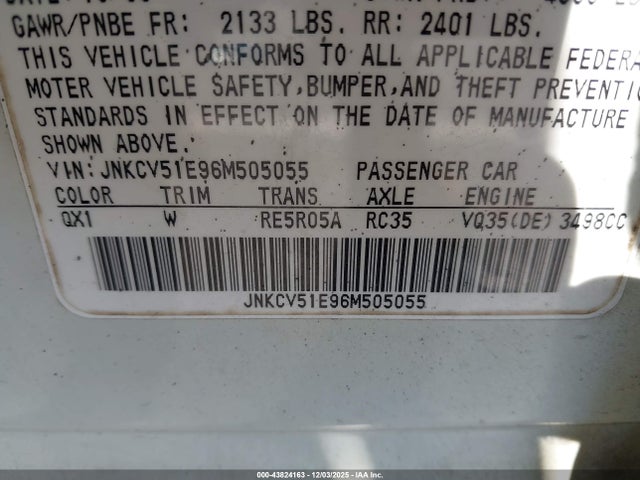 GAWR/PNBE FR: 2133 LBS. RR: 2401 LBS.
THIS VEHICLE CONFORMS TO ALL APPLICABLE FEDERA
MOTER VEHICLE SAFETY,BUMPER,AND THEFT PREVENTIO
STANDARDS IN EFFECT ON THE DATE OF MANUFACTURE
SHOWN ABOVE.
VIN:JNKCV51E96M505055 PASSENGER CAR
COLOR TRIM TRANS AXLE ENGINE
QX1 W RE5R05A RC35 VQ35(DE) 3498CC
JNKCV51E96M505055
000-43824163 - 12/03/2025 - IAA Inc.